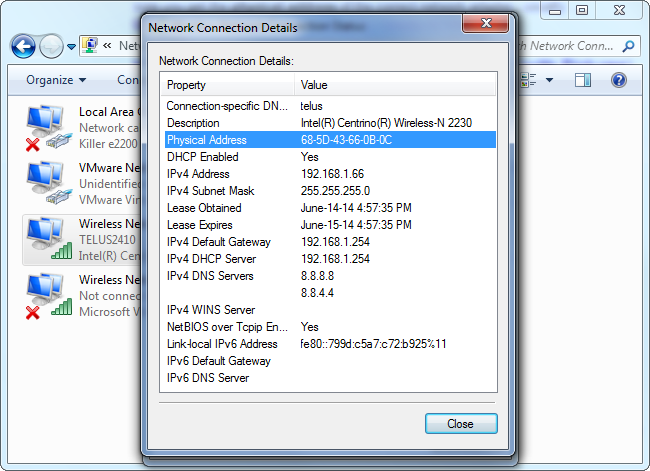 Network Connection Details
Network Connection Details:
Property Value
Connection-specific DN... telus
Description Intel(R) Centrino(R) Wireless-N 2230
Physical Address 68-5D-43-66-0B-0C
DHCP Enabled Yes
IPv4 Address 192.168.1.66
IPv4 Subnet Mask 255.255.255.0
Lease Obtained June-14-14 4:57:35 PM
Lease Expires June-15-14 4:57:35 PM
IPv4 Default Gateway 192.168.1.254
IPv4 DHCP Server 192.168.1.254
IPv4 DNS Servers 8.8.8.8
8.8.4.4
IPv4 WINS Server
NetBIOS over Tcpip En... Yes
Link-local IPv6 Address fe80::799d:c5a7:c72:b925%11
IPv6 Default Gateway
IPv6 DNS Server
Close
« Netw
ch Network Conn...
Organize Con
Local Area C
Network ca
Killer e2200
VMware Ne
Unidentified
VMware Vir
Wireless Ne
TELUS2410
Intel(R) Cen
Wireless Ne
Not connec
Microsoft V